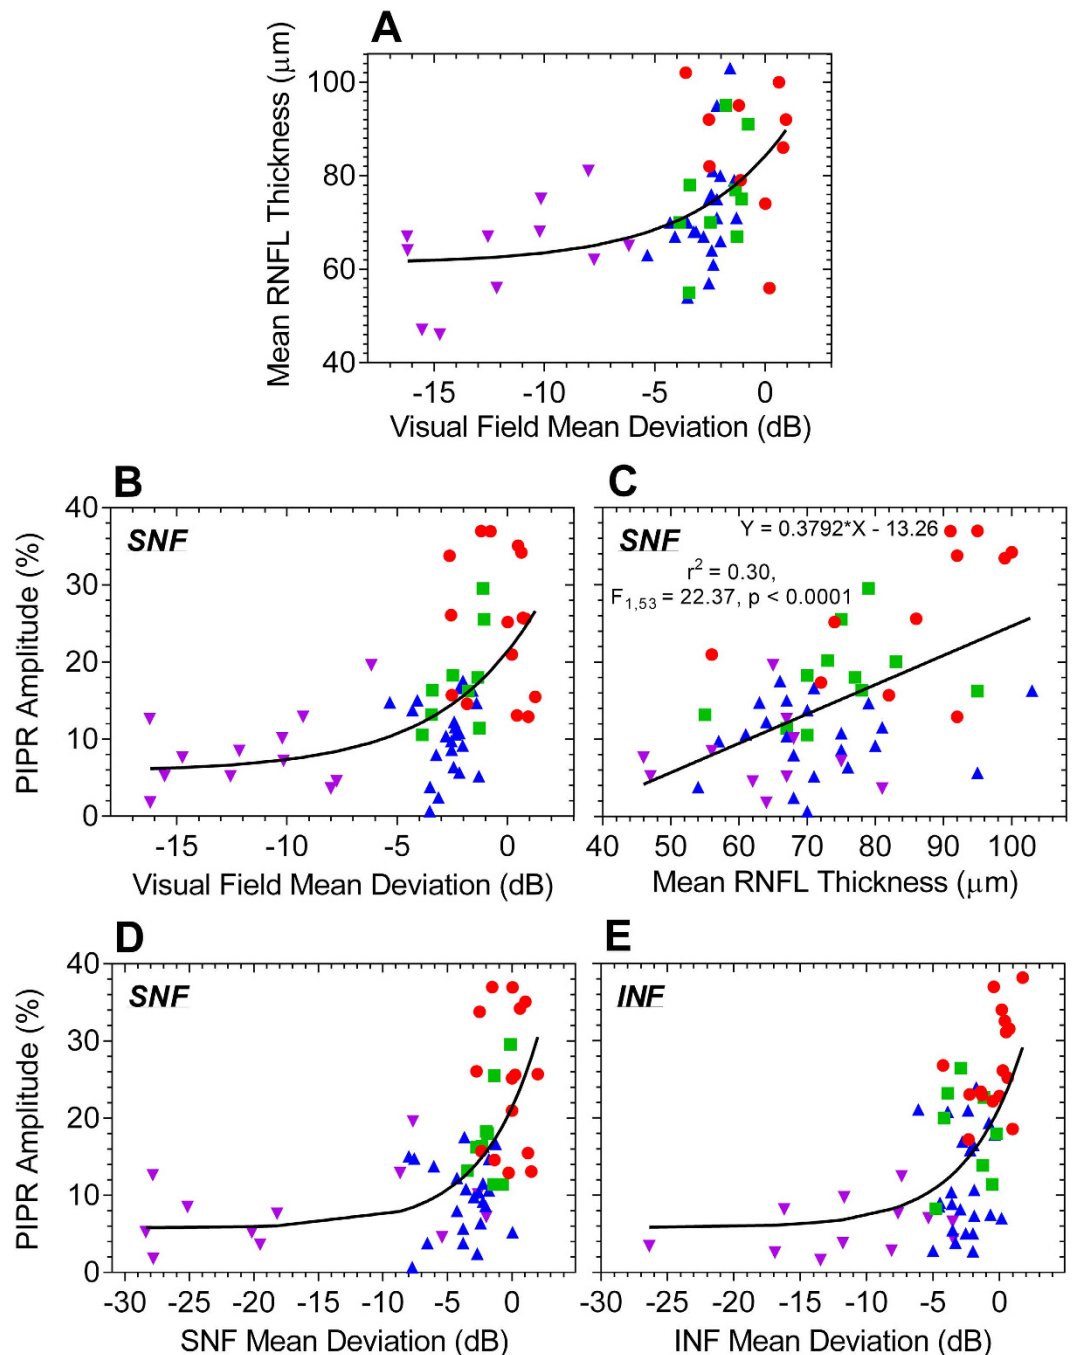 A
Mean RNFL Thickness (μm)
100
80
60
40
-15 -10 -5 0
Visual Field Mean Deviation (dB)
B
SNF
PIPR Amplitude (%)
40
30
20
10
0
-15 -10 -5 0
Visual Field Mean Deviation (dB)
C
SNF
Y = 0.3792*X - 13.26
r² = 0.30,
F1,53 = 22.37, p < 0.0001
40 50 60 70 80 90 100
Mean RNFL Thickness (μm)
D
SNF
PIPR Amplitude (%)
40
30
20
10
0
-30 -25 -20 -15 -10 -5 0
SNF Mean Deviation (dB)
E
INF
-30 -25 -20 -15 -10 -5 0
INF Mean Deviation (dB)